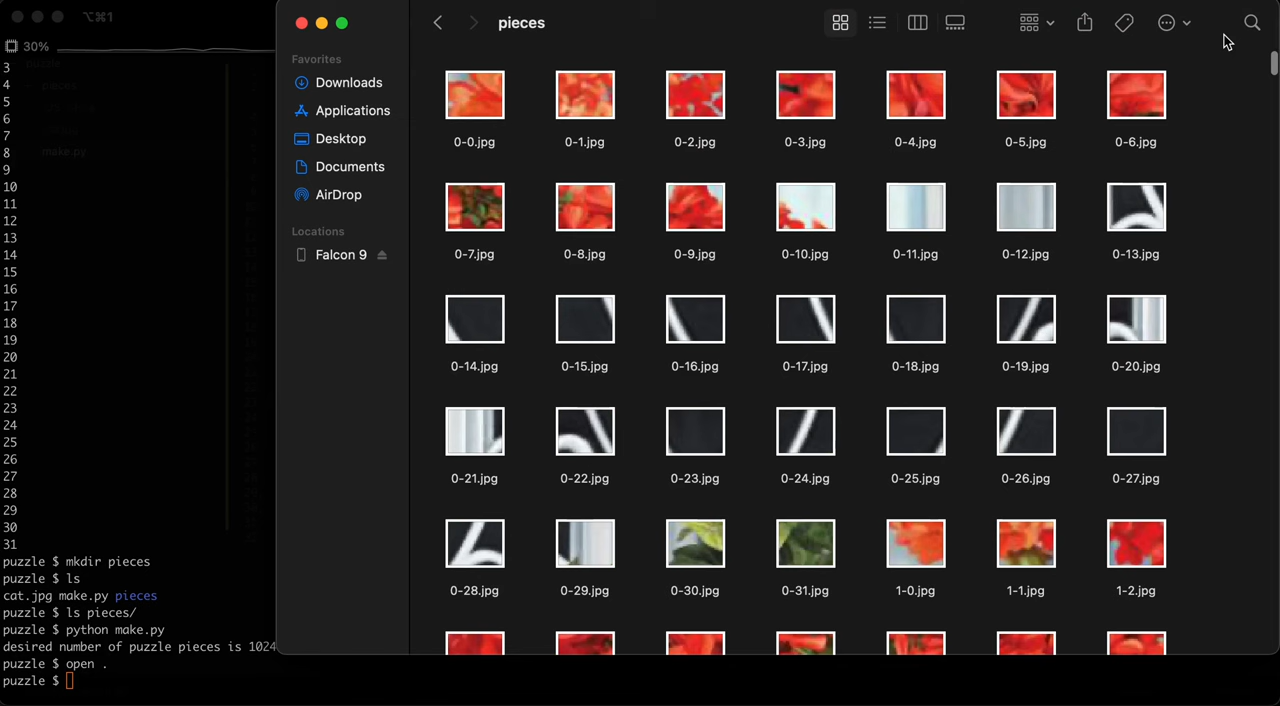 ⌥⌘1
30%
3
4
5
6
7
8
9
10
11
12
13
14
15
16
17
18
19
20
21
22
23
24
25
26
27
28
29
30
31
make.py
puzzle $ mkdir pieces
puzzle $ ls
cat.jpg make.py pieces
puzzle $ ls pieces/
puzzle $ python make.py
desired number of puzzle pieces is 1024
puzzle $ open .
puzzle $
Favorites
Downloads
Applications
Desktop
Documents
AirDrop
Locations
Falcon 9
pieces
0-0.jpg 0-1.jpg 0-2.jpg 0-3.jpg 0-4.jpg 0-5.jpg 0-6.jpg
0-7.jpg 0-8.jpg 0-9.jpg 0-10.jpg 0-11.jpg 0-12.jpg 0-13.jpg
0-14.jpg 0-15.jpg 0-16.jpg 0-17.jpg 0-18.jpg 0-19.jpg 0-20.jpg
0-21.jpg 0-22.jpg 0-23.jpg 0-24.jpg 0-25.jpg 0-26.jpg 0-27.jpg
0-28.jpg 0-29.jpg 0-30.jpg 0-31.jpg 1-0.jpg 1-1.jpg 1-2.jpg